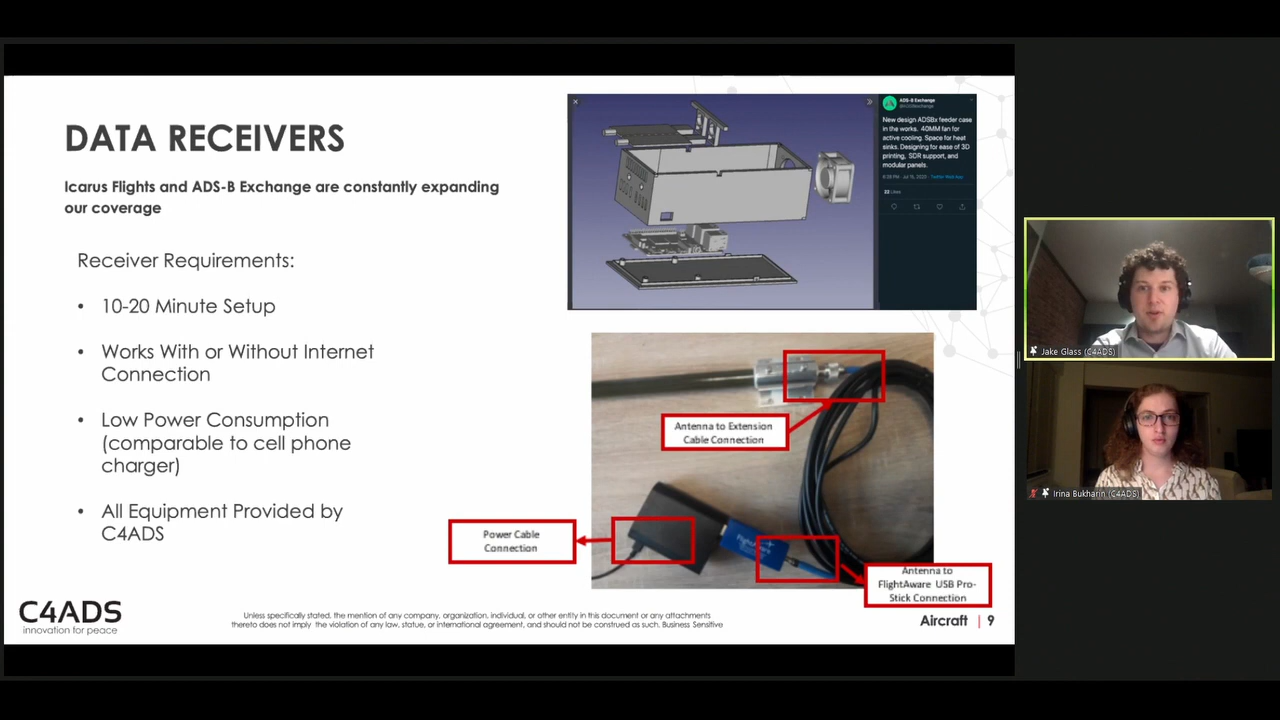 DATA RECEIVERS
Icarus Flights and ADS-B Exchange are constantly expanding
our coverage
Receiver Requirements:
• 10-20 Minute Setup
• Works With or Without Internet
Connection
• Low Power Consumption
(comparable to cell phone
charger)
• All Equipment Provided by
C4ADS
ADS-B Exchange
New design ADSBx feeder case
in the works. 40MM fan for
active cooling. Space for heat
sinks. Designing for ease of 3D
printing, SDR support, and
modular panels.
Twitter Web App
22 Likes
Antenna to Extension
Cable Connection
Power Cable
Connection
FlightAware
Antenna to
FlightAware USB Pro-
Stick Connection
C4ADS
innovation for peace
Unless specifically stated, the mention of any company, organization, individual, or other entity in this document or any attachments
thereto does not imply the violation of any law, statue, or international agreement, and should not be construed as such. Business Sensitive
Aircraft | 9
Jake Glass (C4ADS)
Irina Bukharin (C4ADS)